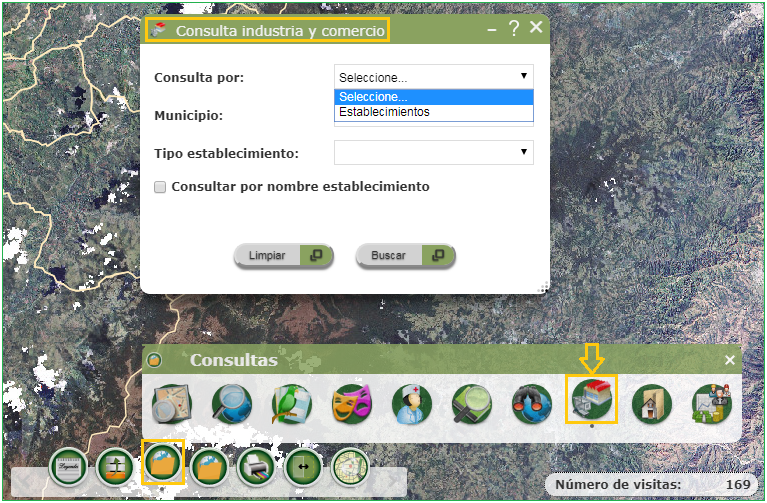 Consulta industria y comercio
– ? ×
Consulta por:
Seleccione...
Seleccione...
Establecimientos
Municipio:
Tipo establecimiento:
Consultar por nombre establecimiento
Limpiar
Buscar
Consultas
×
Legenda
Número de visitas: 169